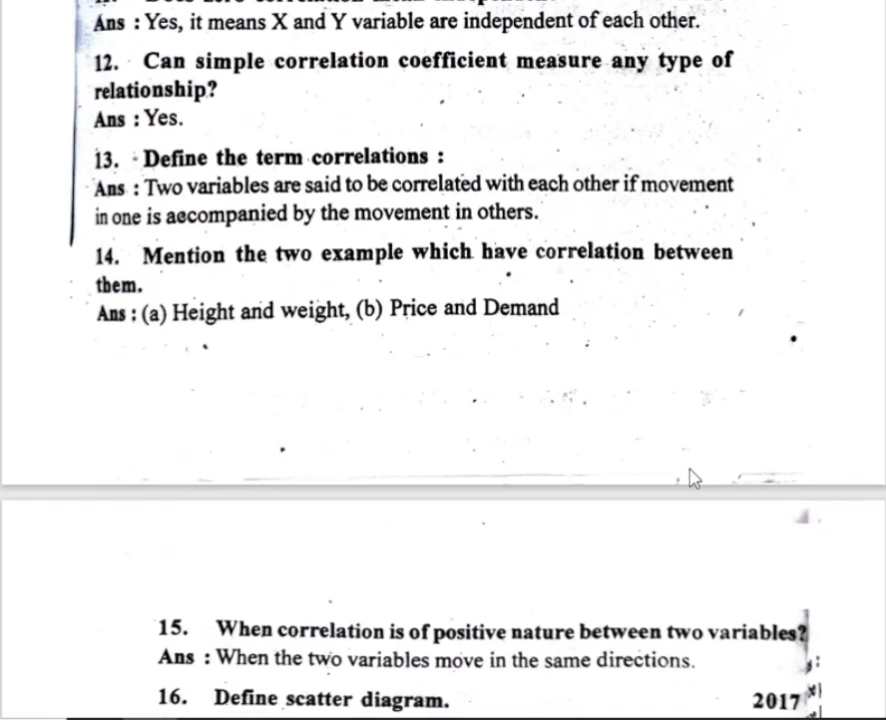 Ans : Yes, it means X and Y variable are independent of each other.
12. Can simple correlation coefficient measure any type of
relationship?
Ans : Yes.
13. Define the term correlations :
Ans : Two variables are said to be correlated with each other if movement
in one is accompanied by the movement in others.
14. Mention the two example which have correlation between
them.
Ans : (a) Height and weight, (b) Price and Demand
15. When correlation is of positive nature between two variables?
Ans : When the two variables move in the same directions.
16. Define scatter diagram. 2017